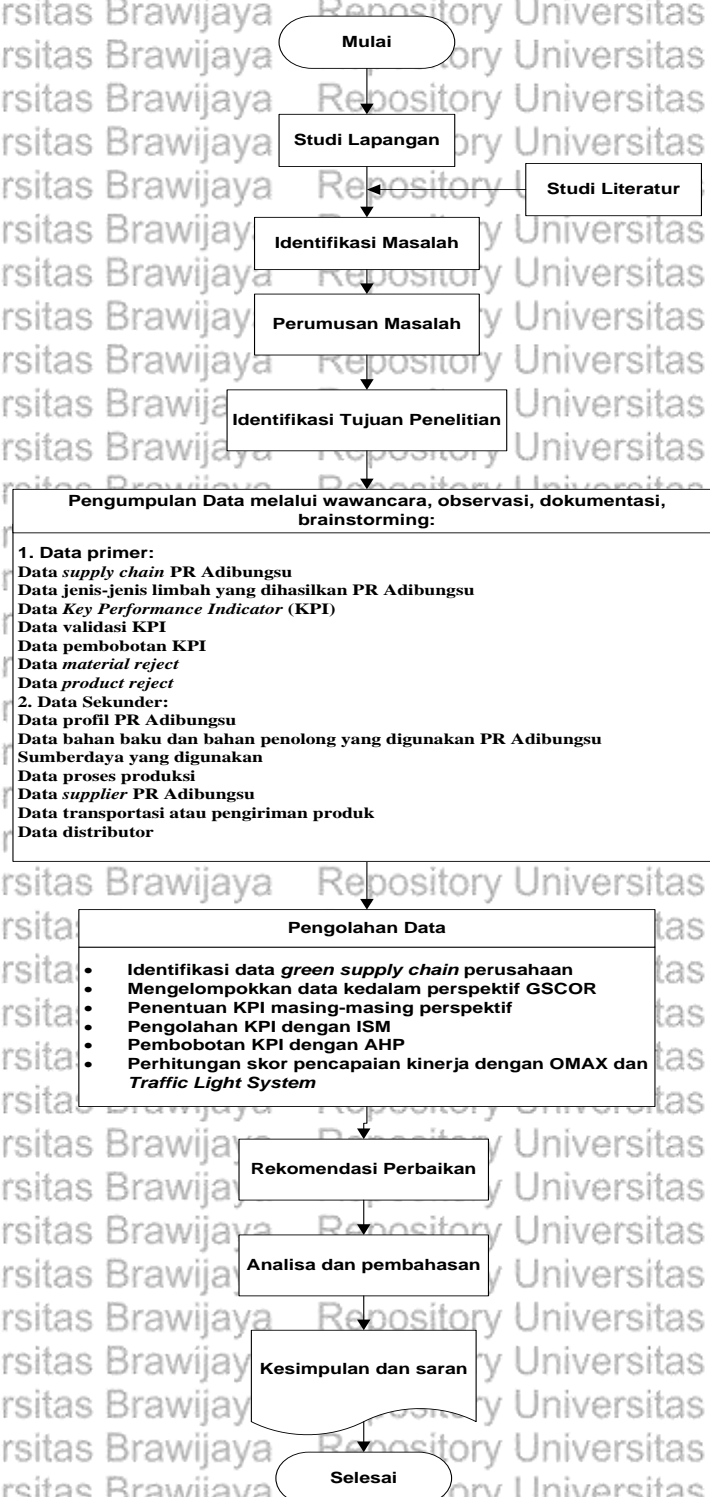 Mulai
Studi Lapangan
Studi Literatur
Identifikasi Masalah
Perumusan Masalah
Identifikasi Tujuan Penelitian
Pengumpulan Data melalui wawancara, observasi, dokumentasi,
brainstorming:
1. Data primer:
Data supply chain PR Adibungsu
Data jenis-jenis limbah yang dihasilkan PR Adibungsu
Data Key Performance Indicator (KPI)
Data validasi KPI
Data pembobotan KPI
Data material reject
Data product reject
2. Data Sekunder:
Data profil PR Adibungsu
Data bahan baku dan bahan penolong yang digunakan PR Adibungsu
Sumberdaya yang digunakan
Data proses produksi
Data supplier PR Adibungsu
Data transportasi atau pengiriman produk
Data distributor
Pengolahan Data
• Identifikasi data green supply chain perusahaan
• Mengelompokkan data kedalam perspektif GSCOR
• Penentuan KPI masing-masing perspektif
• Pengolahan KPI dengan ISM
• Pembobotan KPI dengan AHP
• Perhitungan skor pencapaian kinerja dengan OMAX dan
Traffic Light System
Rekomendasi Perbaikan
Analisa dan pembahasan
Kesimpulan dan saran
Selesai